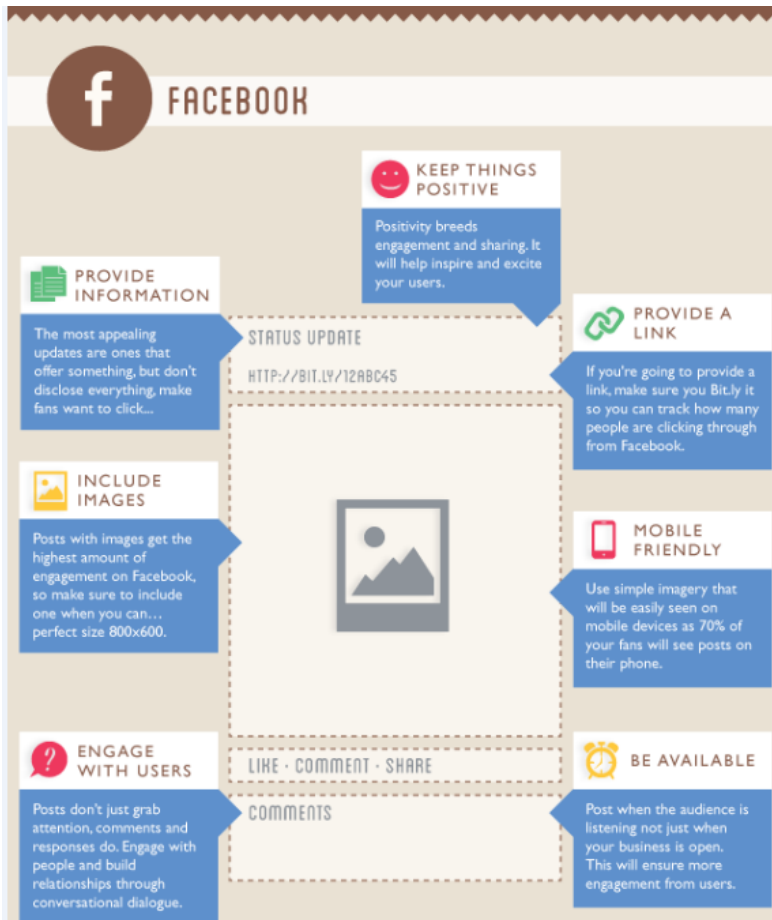 f
FACEBOOK
KEEP THINGS
POSITIVE
Positivity breeds
engagement and sharing. It
will help inspire and excite
your users.
PROVIDE
INFORMATION
The most appealing
updates are ones that
offer something, but don't
disclose everything, make
fans want to click...
STATUS UPDATE
HTTP://BIT.LY/12ABC45
PROVIDE A
LINK
If you're going to provide a
link, make sure you Bit.ly it
so you can track how many
people are clicking through
from Facebook.
INCLUDE
IMAGES
Posts with images get the
highest amount of
engagement on Facebook,
so make sure to include
one when you can...
perfect size 800x600.
MOBILE
FRIENDLY
Use simple imagery that
will be easily seen on
mobile devices as 70% of
your fans will see posts on
their phone.
ENGAGE
WITH USERS
?
Posts don't just grab
attention, comments and
responses do. Engage with
people and build
relationships through
conversational dialogue.
LIKE · COMMENT · SHARE
COMMENTS
BE AVAILABLE
Post when the audience is
listening not just when
your business is open.
This will ensure more
engagement from users.